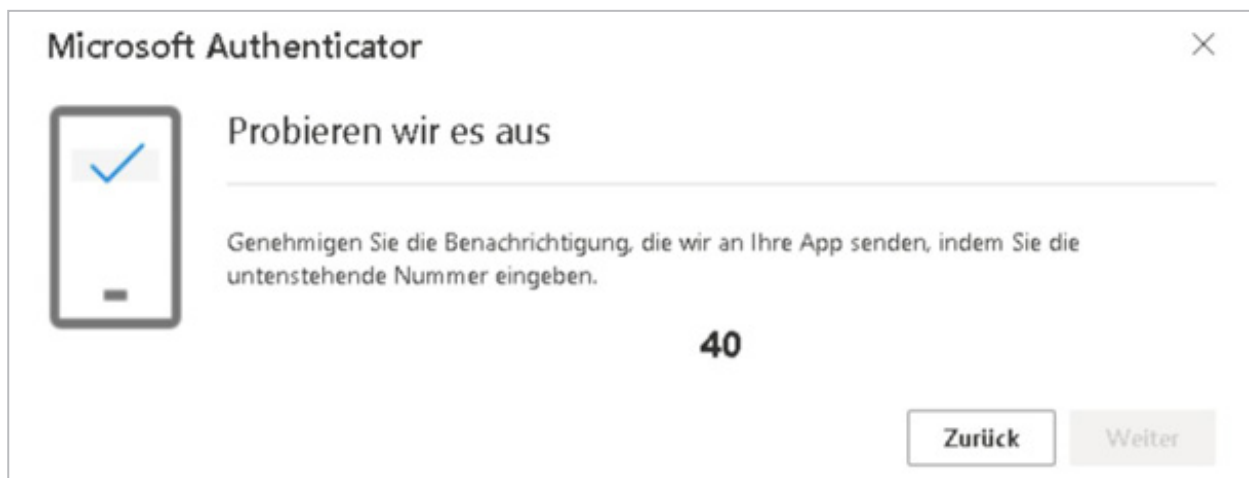 Microsoft Authenticator
Probieren wir es aus
Genehmigen Sie die Benachrichtigung, die wir an Ihre App senden, indem Sie die
untenstehende Nummer eingeben.
40
Zurück
Weiter